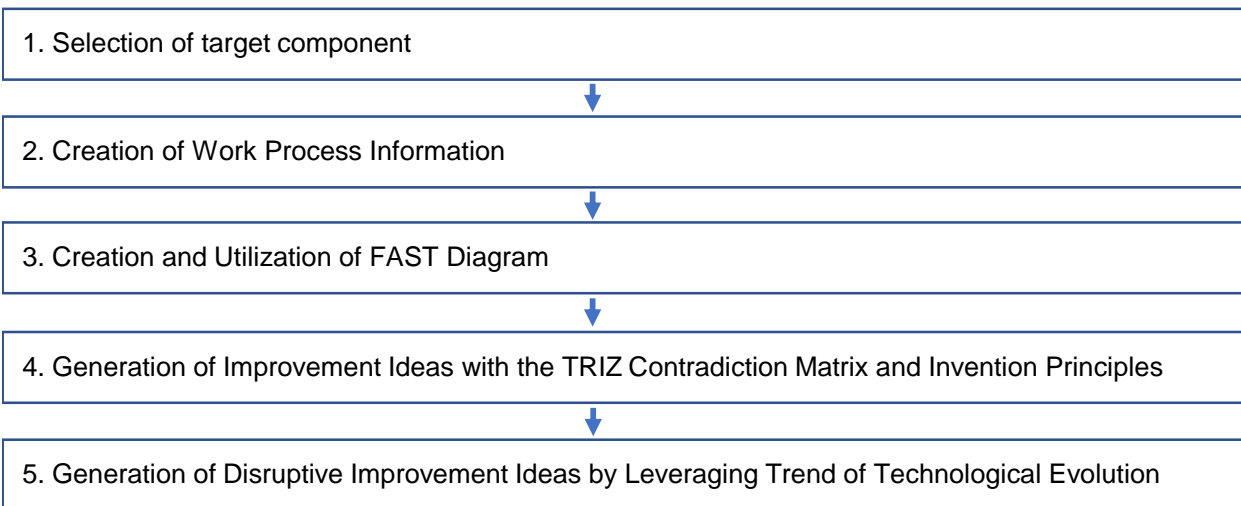 1. Selection of target component
2. Creation of Work Process Information
3. Creation and Utilization of FAST Diagram
4. Generation of Improvement Ideas with the TRIZ Contradiction Matrix and Invention Principles
5. Generation of Disruptive Improvement Ideas by Leveraging Trend of Technological Evolution